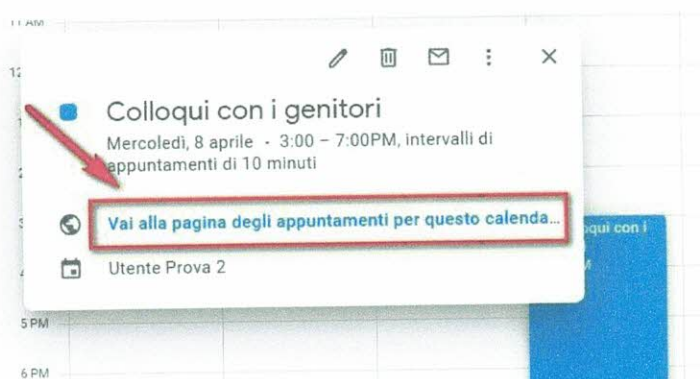 11 AM
12
Colloqui con i genitori
Mercoledì, 8 aprile • 3:00 – 7:00PM, intervalli di
appuntamenti di 10 minuti
Vai alla pagina degli appuntamenti per questo calenda...
oqui con i
Utente Prova 2
5 PM
6 PM